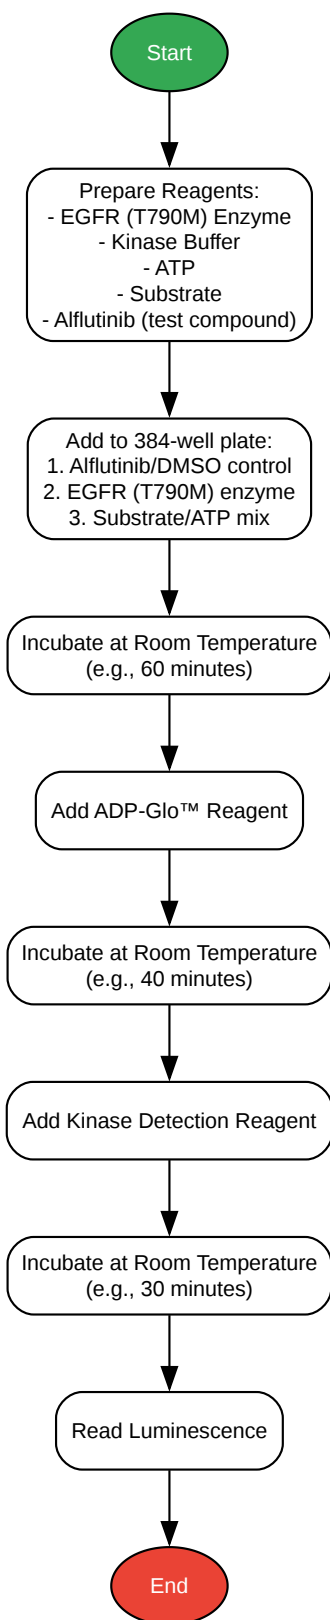 Start
Prepare Reagents:
- EGFR (T790M) Enzyme
- Kinase Buffer
- ATP
- Substrate
- Alflutinib (test compound)
Add to 384-well plate:
1. Alflutinib/DMSO control
2. EGFR (T790M) enzyme
3. Substrate/ATP mix
Incubate at Room Temperature
(e.g., 60 minutes)
Add ADP-Glo™ Reagent
Incubate at Room Temperature
(e.g., 40 minutes)
Add Kinase Detection Reagent
Incubate at Room Temperature
(e.g., 30 minutes)
Read Luminescence
End